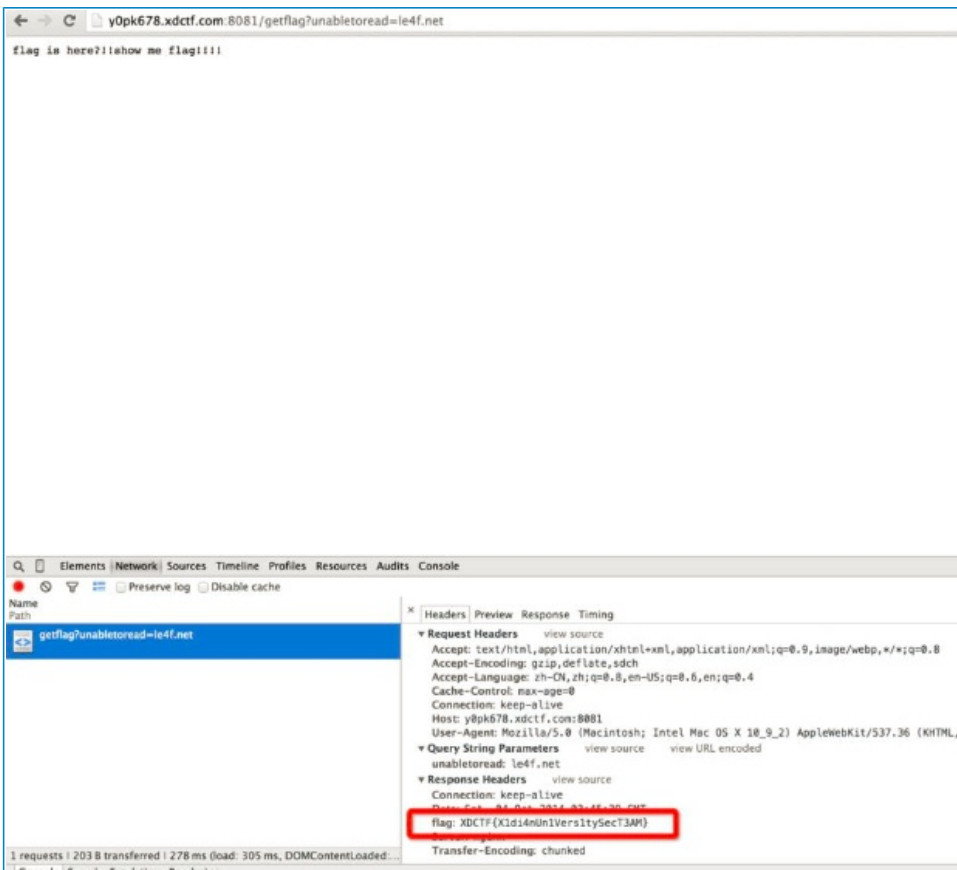 y0pk678.xdctf.com:8081/getflag?unabletoread=le4f.net
flag is here?!!show me flag!!!!
Elements Network Sources Timeline Profiles Resources Audits Console
Preserve log Disable cache
Name
Path
getflag?unabletoread=le4f.net
1 requests | 203 B transferred | 278 ms (load: 305 ms, DOMContentLoaded:...
× Headers Preview Response Timing
▼ Request Headers view source
Accept: text/html,application/xhtml+xml,application/xml;q=0.9,image/webp,*/*;q=0.8
Accept-Encoding: gzip,deflate,sdch
Accept-Language: zh-CN,zh;q=0.8,en-US;q=0.6,en;q=0.4
Cache-Control: max-age=0
Connection: keep-alive
Host: y0pk678.xdctf.com:8081
User-Agent: Mozilla/5.0 (Macintosh; Intel Mac OS X 10_9_2) AppleWebKit/537.36 (KHTML,
▼ Query String Parameters view source view URL encoded
unabletoread: le4f.net
▼ Response Headers view source
Connection: keep-alive
flag: XDCTF{X1di4nUn1Vers1tySecT3AM}
Transfer-Encoding: chunked